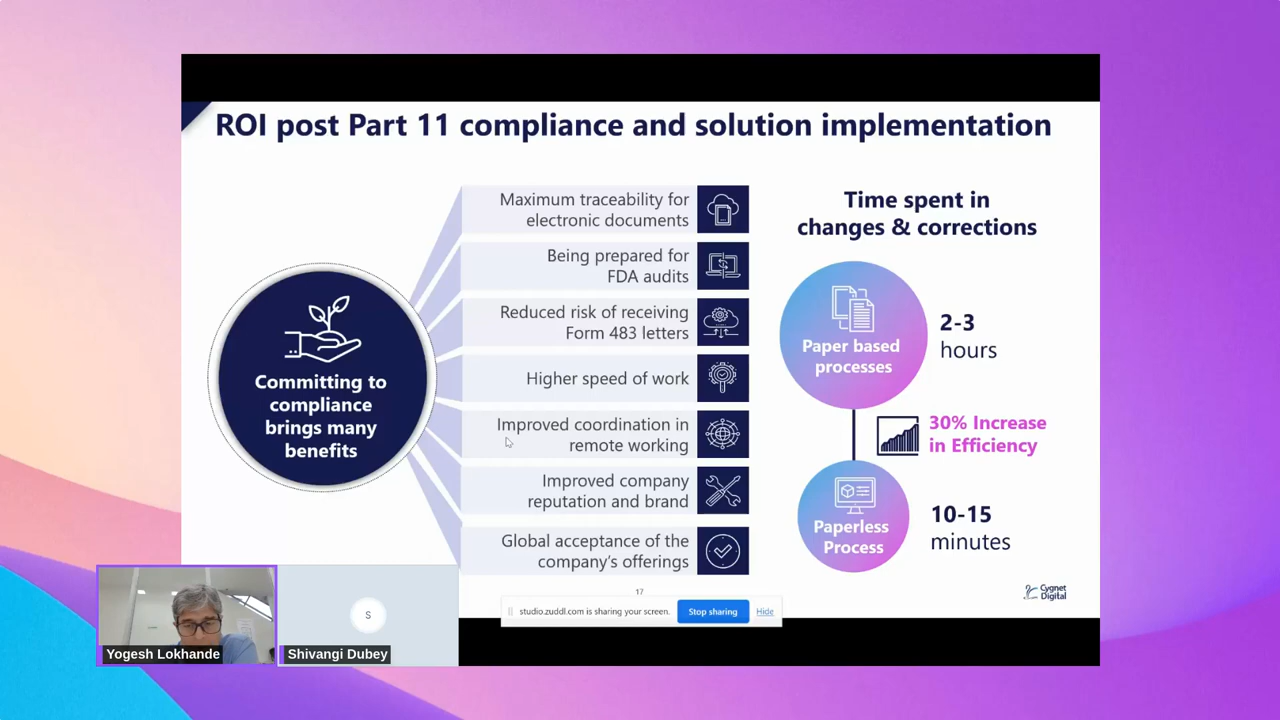 ROI post Part 11 compliance and solution implementation
Committing to
compliance
brings many
benefits
Maximum traceability for
electronic documents
Being prepared for
FDA audits
Reduced risk of receiving
Form 483 letters
Higher speed of work
Improved coordination in
remote working
Improved company
reputation and brand
Global acceptance of the
company's offerings
Time spent in
changes & corrections
Paper based
processes
2-3
hours
30% Increase
in Efficiency
Paperless
Process
10-15
minutes
17
Cygnet
Digital
studio.zuddl.com is sharing your screen.
Stop sharing
Hide
Yogesh Lokhande
S
Shivangi Dubey